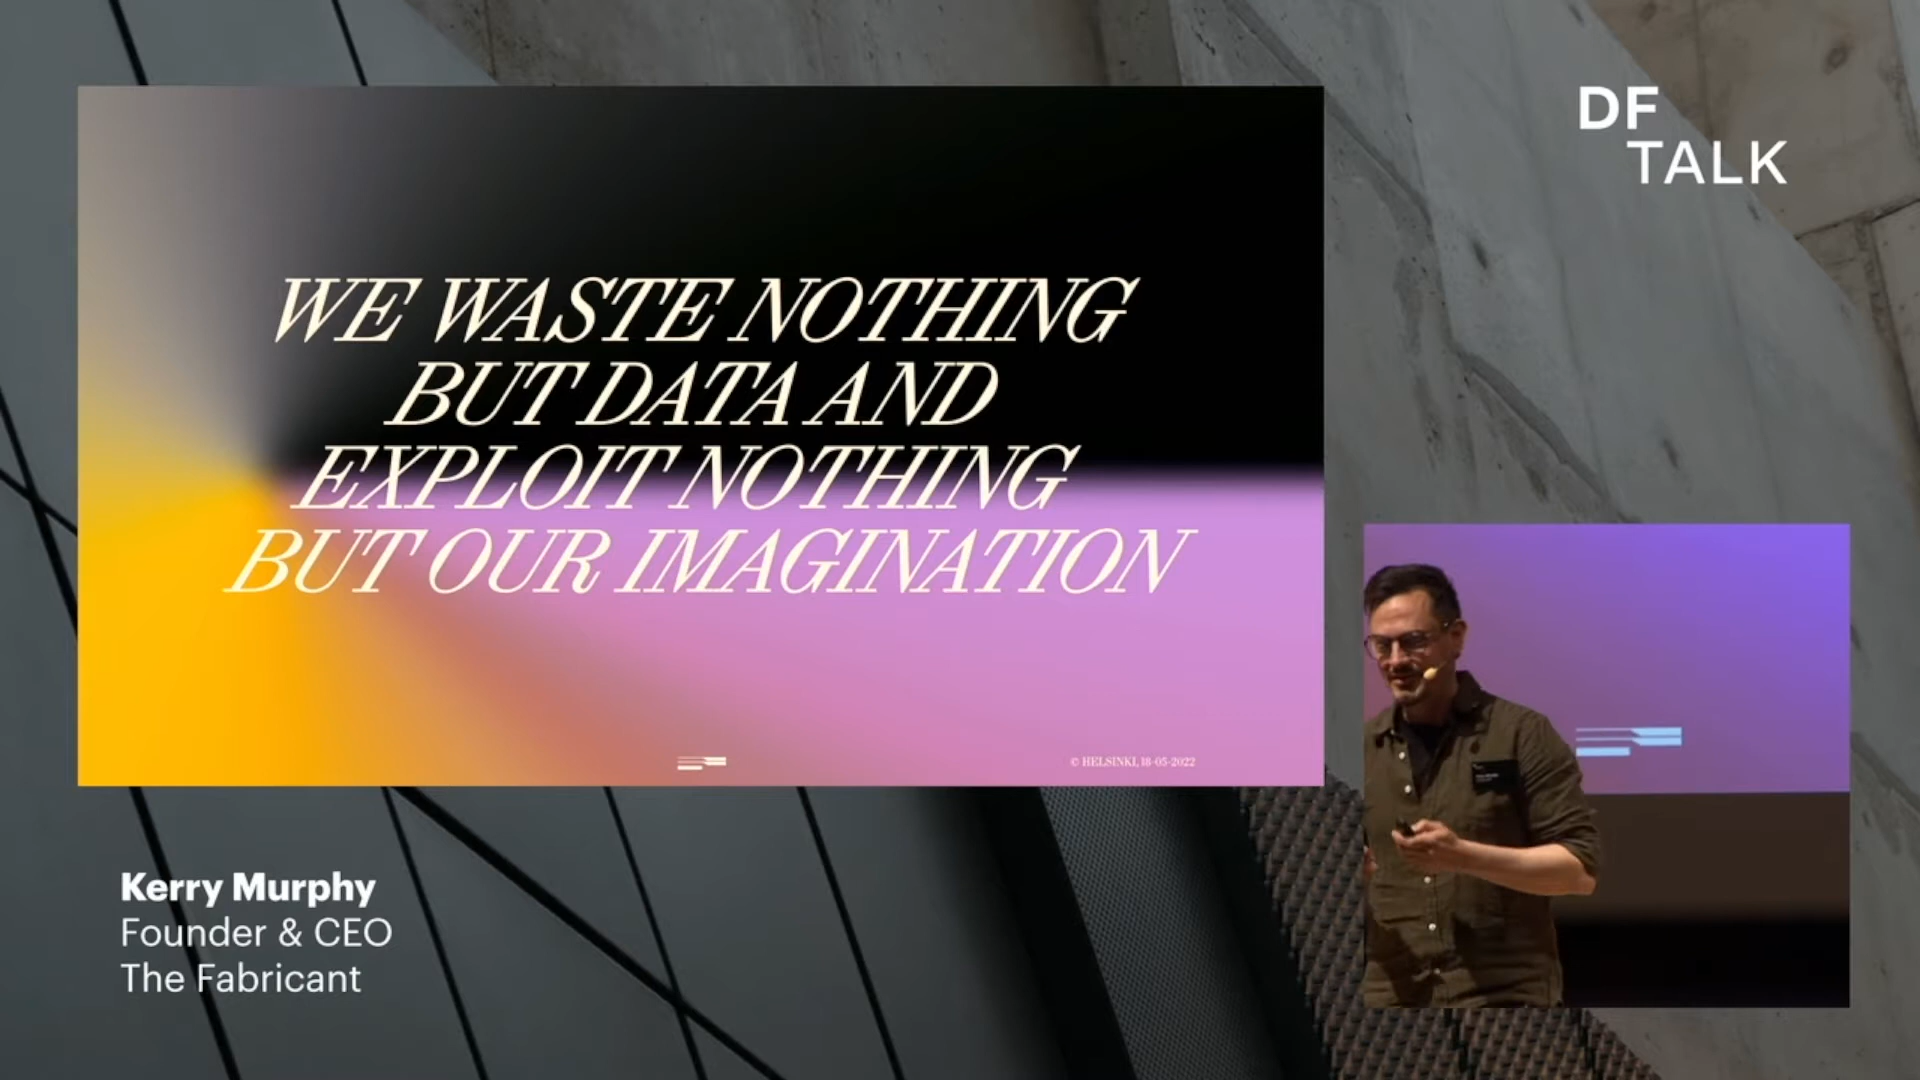 DF
TALK
WE WASTE NOTHING
BUT DATA AND
EXPLOIT NOTHING
BUT OUR IMAGINATION
© HELSINKI, 18-05-2022
Kerry Murphy
Founder & CEO
The Fabricant